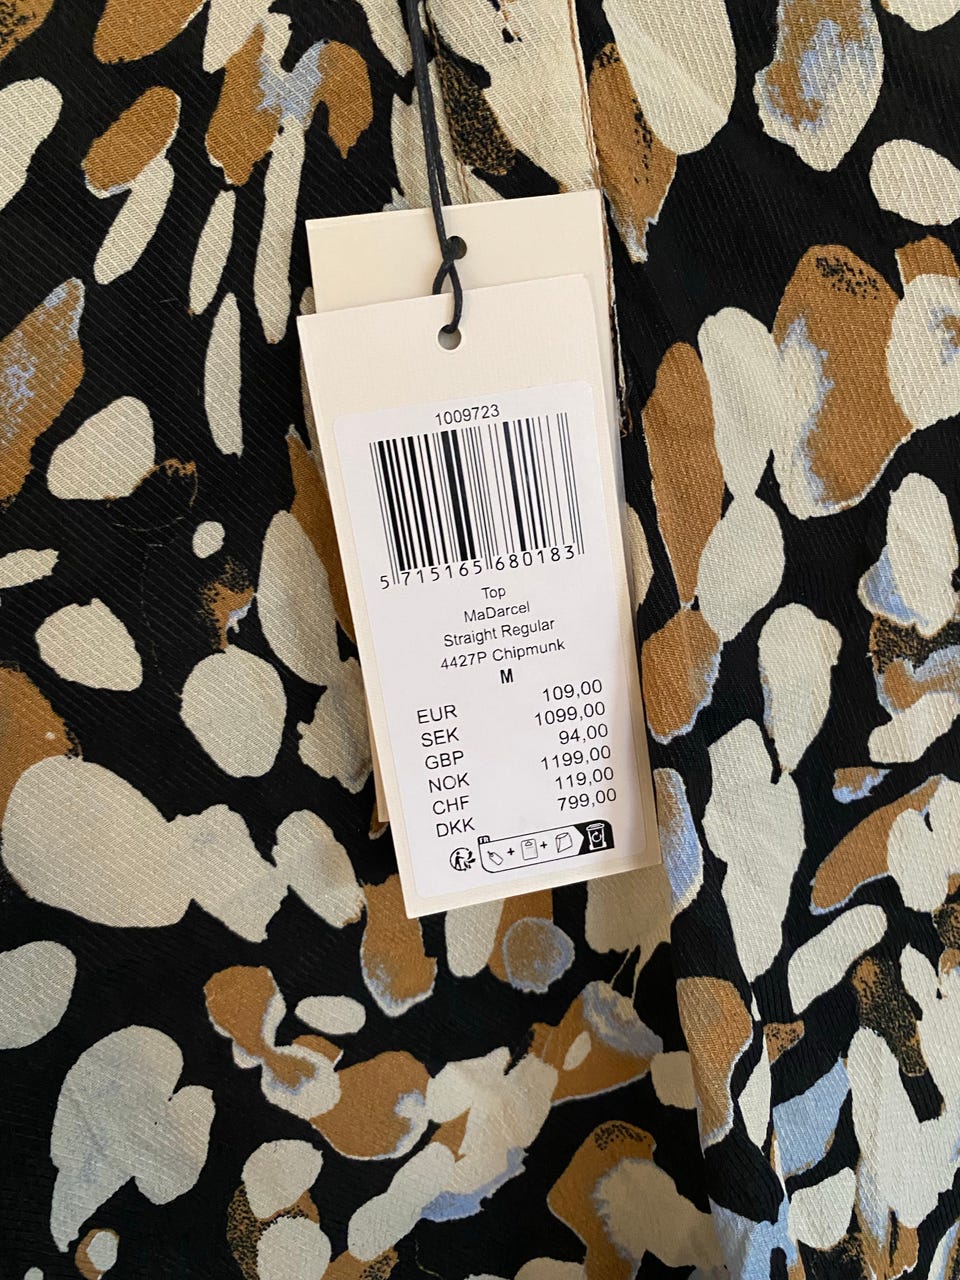 1009723
5 715165 680183
Top
MaDarcel
Straight Regular
4427P Chipmunk
M
EUR 109,00
SEK 1099,00
GBP 94,00
NOK 1199,00
CHF 119,00
DKK 799,00
FR